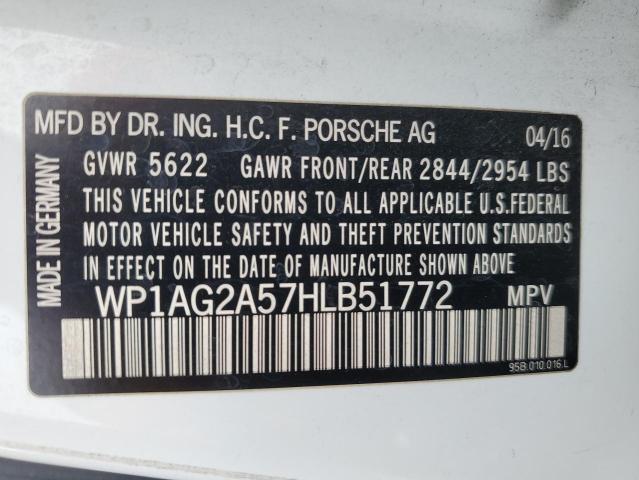 MFD BY DR. ING. H.C. F. PORSCHE AG 04/16
GVWR 5622 GAWR FRONT/REAR 2844/2954 LBS
THIS VEHICLE CONFORMS TO ALL APPLICABLE U.S.FEDERAL
MOTOR VEHICLE SAFETY AND THEFT PREVENTION STANDARDS
IN EFFECT ON THE DATE OF MANUFACTURE SHOWN ABOVE.
WP1AG2A57HLB51772 MPV
95B.010.016.L
MADE IN GERMANY